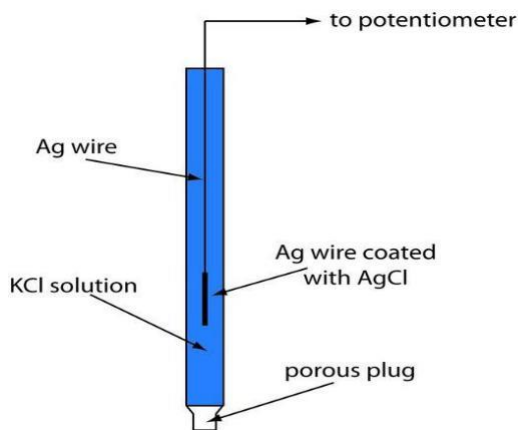 to potentiometer
Ag wire
Ag wire coated
with AgCl
KCl solution
porous plug